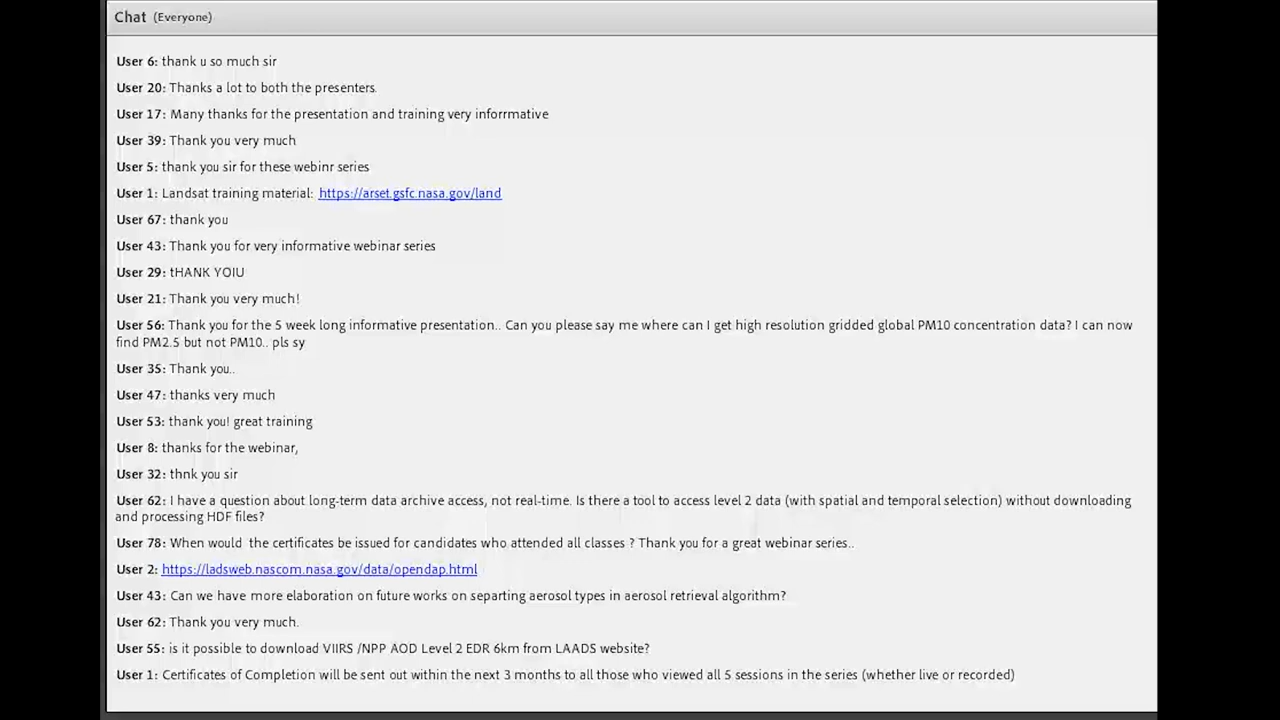 Chat (Everyone)
User 6: thank u so much sir
User 20: Thanks a lot to both the presenters.
User 17: Many thanks for the presentation and training very inforrmative
User 39: Thank you very much
User 5: thank you sir for these webinr series
User 1: Landsat training material: https://arset.gsfc.nasa.gov/land
User 67: thank you
User 43: Thank you for very informative webinar series
User 29: tHANK YOIU
User 21: Thank you very much!
User 56: Thank you for the 5 week long informative presentation.. Can you please say me where can I get high resolution gridded global PM10 concentration data? I can now
find PM2.5 but not PM10.. pls sy
User 35: Thank you..
User 47: thanks very much
User 53: thank you! great training
User 8: thanks for the webinar,
User 32: thnk you sir
User 62: I have a question about long-term data archive access, not real-time. Is there a tool to access level 2 data (with spatial and temporal selection) without downloading
and processing HDF files?
User 78: When would the certificates be issued for candidates who attended all classes ? Thank you for a great webinar series..
User 2: https://ladsweb.nascom.nasa.gov/data/opendap.html
User 43: Can we have more elaboration on future works on separting aerosol types in aerosol retrieval algorithm?
User 62: Thank you very much.
User 55: is it possible to download VIIRS /NPP AOD Level 2 EDR 6km from LAADS website?
User 1: Certificates of Completion will be sent out within the next 3 months to all those who viewed all 5 sessions in the series (whether live or recorded)